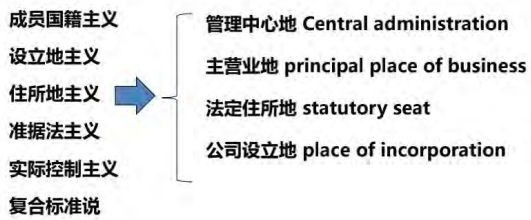 成员国籍主义
设立地主义
住所地主义
准据法主义
实际控制主义
复合标准说
管理中心地 Central administration
主营业地 principal place of business
法定住所地 statutory seat
公司设立地 place of incorporation